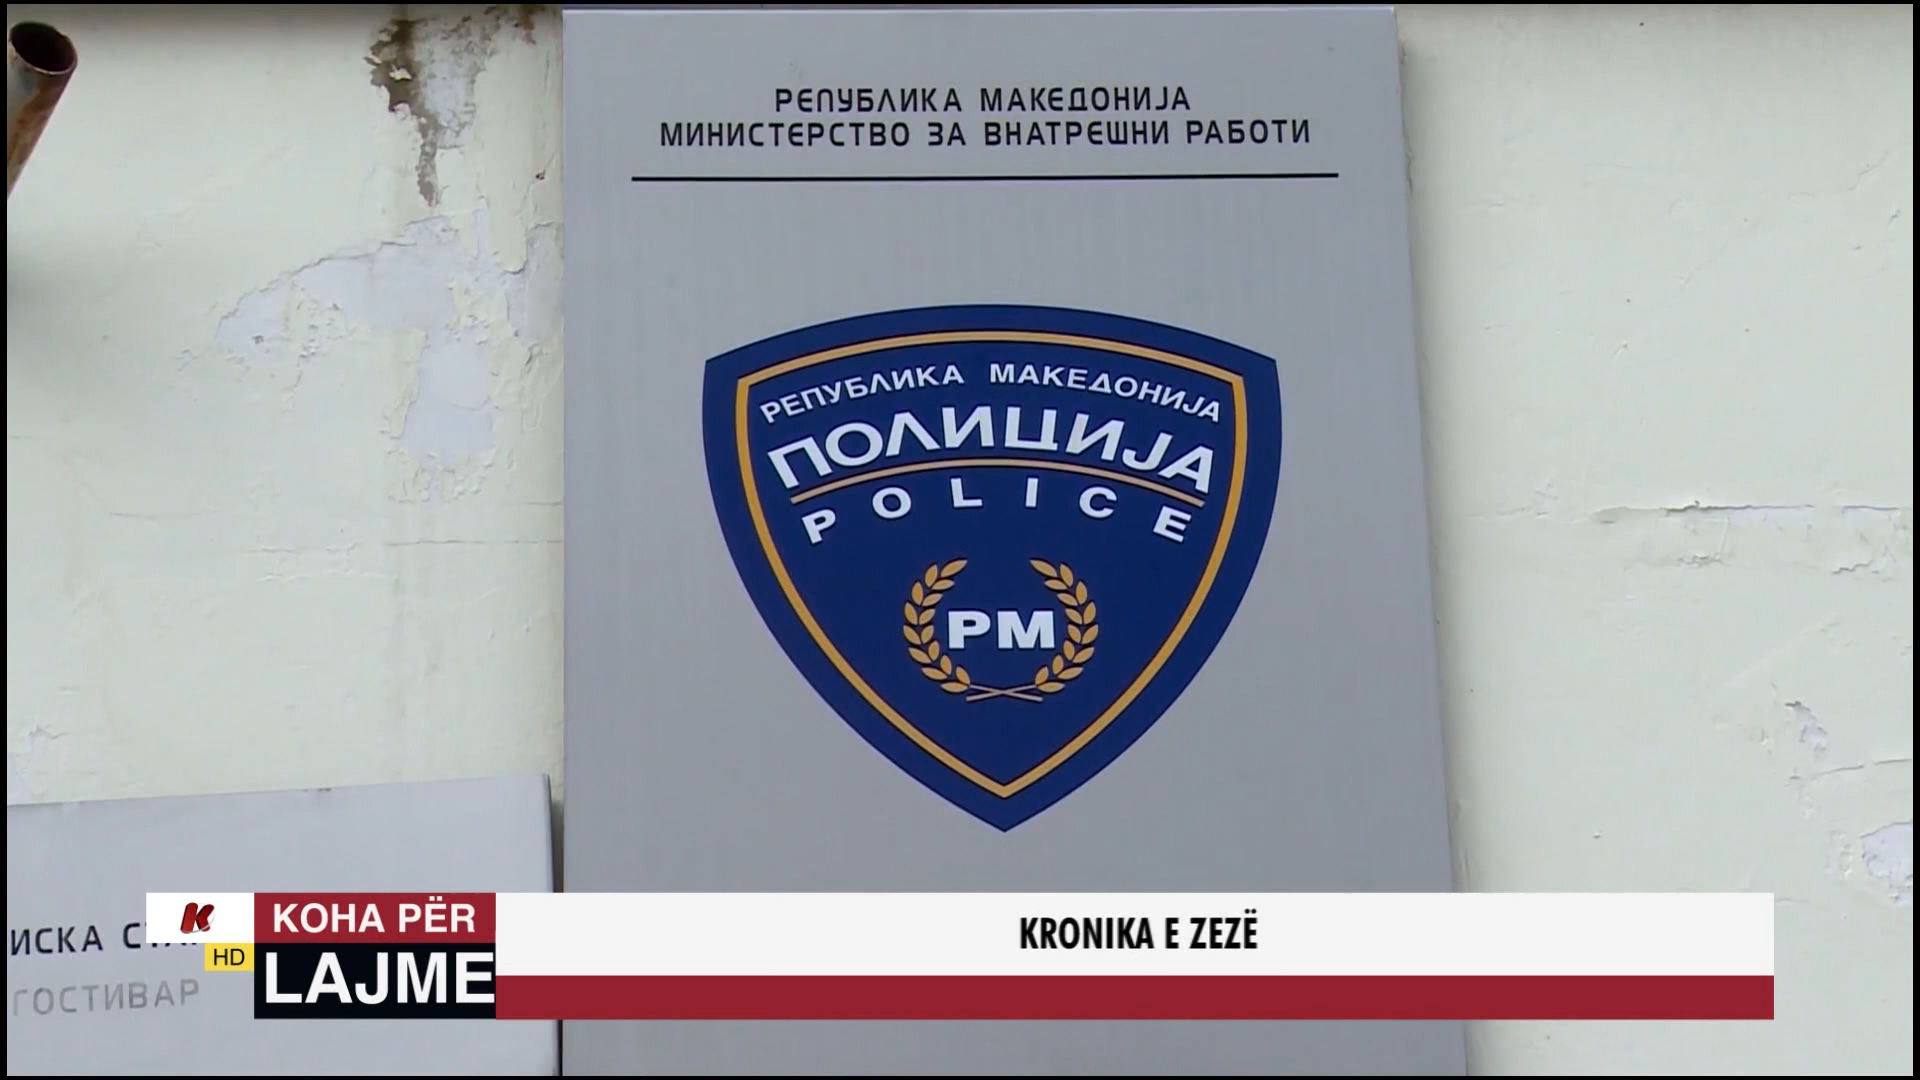 РЕПУБЛИКА МАКЕДОНИЈА
МИНИСТЕРСТВО ЗА ВНАТРЕШНИ РАБОТИ
РЕПУБЛИКА МАКЕДОНИЈА
ПОЛИЦИЈА
POLICE
РМ
ИСКА
ГОСТИВАР
K
HD
KOHA PËR
LAJME
KRONIKA E ZEZË